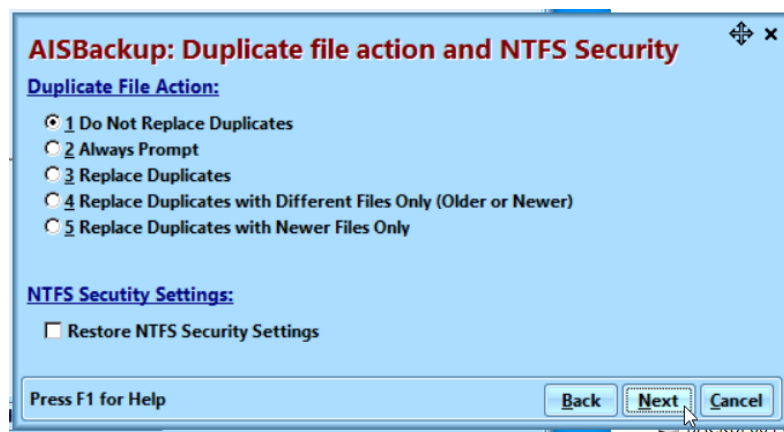 AISBackup: Duplicate file action and NTFS Security
Duplicate File Action:
1 Do Not Replace Duplicates
2 Always Prompt
3 Replace Duplicates
4 Replace Duplicates with Different Files Only (Older or Newer)
5 Replace Duplicates with Newer Files Only
NTFS Secutity Settings:
Restore NTFS Security Settings
Press F1 for Help Back Next Cancel